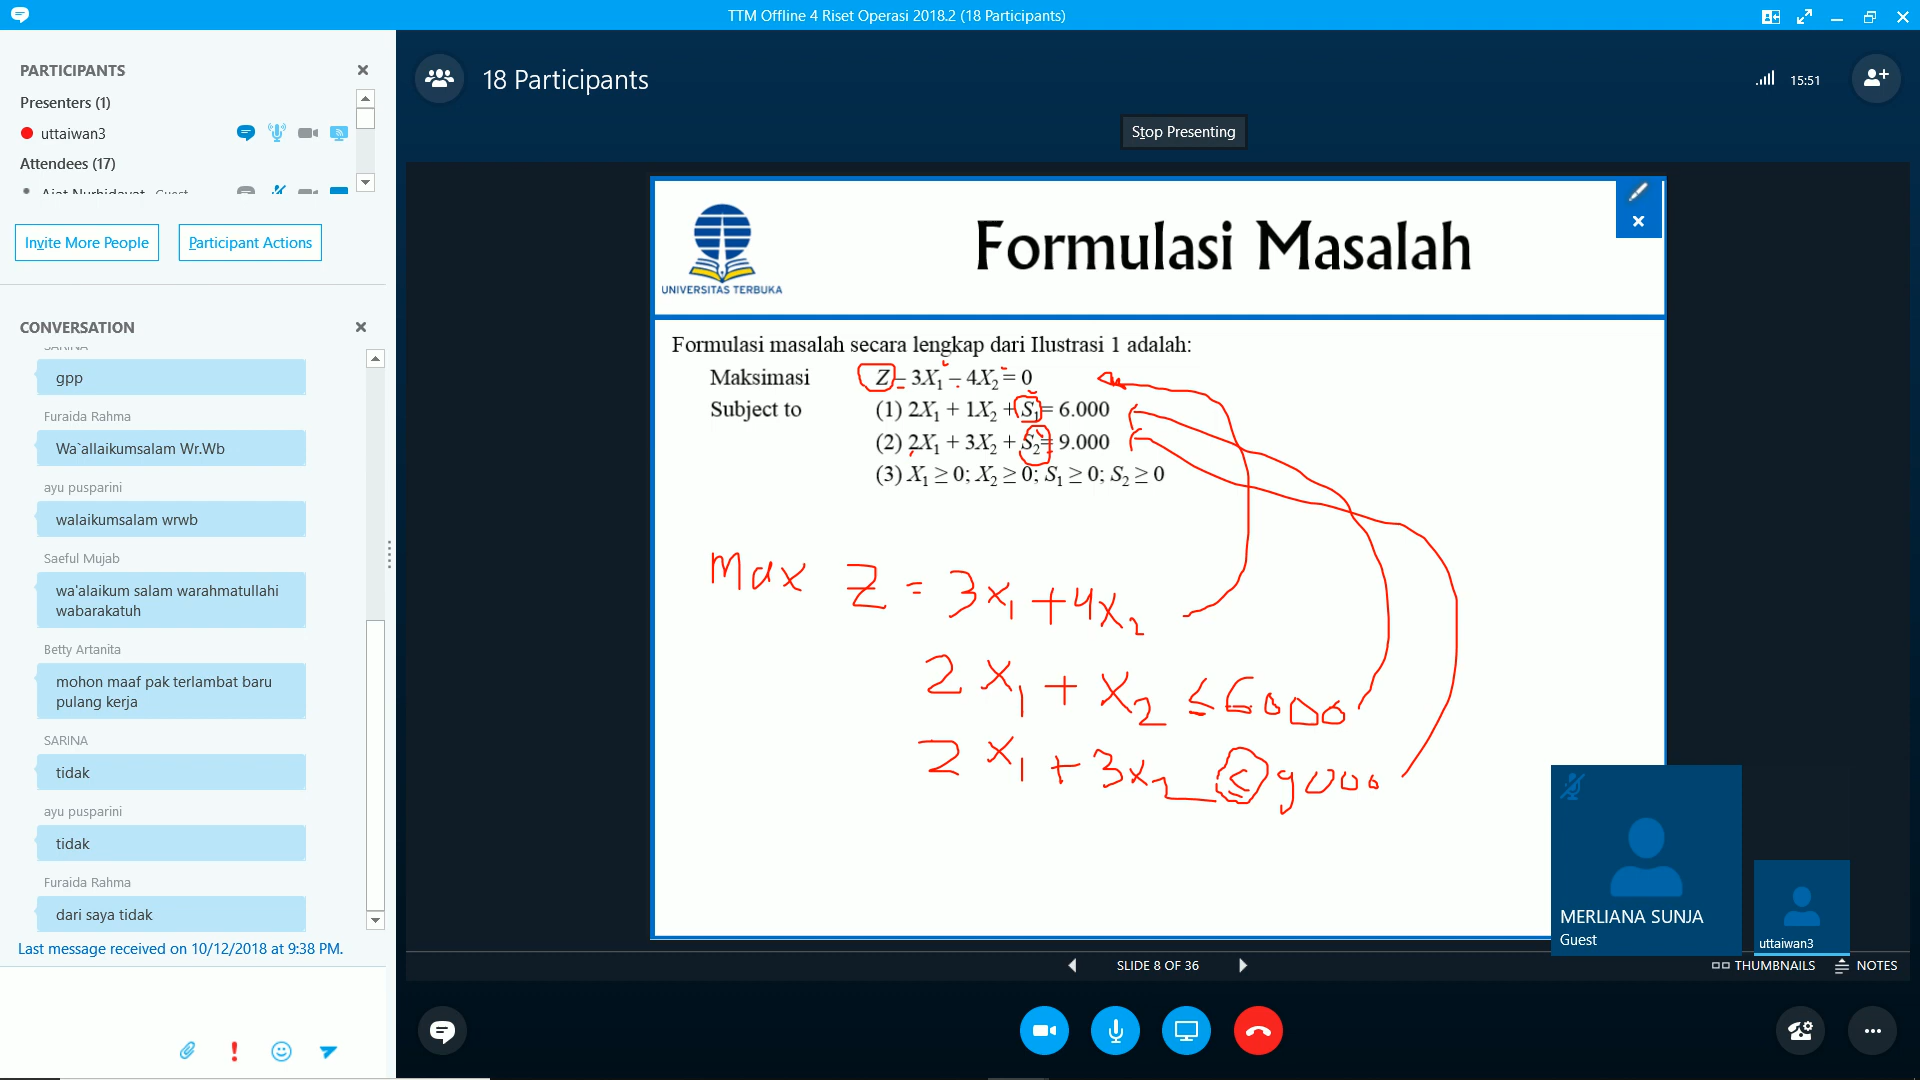 TTM Offline 4 Riset Operasi 2018.2 (18 Participants)
PARTICIPANTS
Presenters (1)
uttaiwan3
Attendees (17)
Ajat Nurhidayat Guest
Invite More People
Participant Actions
CONVERSATION
SARINA
gpp
Furaida Rahma
Wa`allaikumsalam Wr.Wb
ayu pusparini
walaikumsalam wrwb
Saeful Mujab
wa'alaikum salam warahmatullahi
wabarakatuh
Betty Artanita
mohon maaf pak terlambat baru
pulang kerja
SARINA
tidak
ayu pusparini
tidak
Furaida Rahma
dari saya tidak
Last message received on 10/12/2018 at 9:38 PM.
18 Participants
15:51
Stop Presenting
UNIVERSITAS TERBUKA
Formulasi Masalah
Formulasi masalah secara lengkap dari Ilustrasi 1 adalah:
Maksimasi Z – 3X₁ – 4X₂ = 0
Subject to (1) 2X₁ + 1X₂ + S₁ = 6.000
(2) 2X₁ + 3X₂ + S₂ = 9.000
(3) X₁ ≥ 0; X₂ ≥ 0; S₁ ≥ 0; S₂ ≥ 0
Max Z = 3x₁ + 4x₂
2x₁ + x₂ ≤ 6000
2x₁ + 3x₂ ≤ 9000
MERLIANA SUNJA
Guest
uttaiwan3
SLIDE 8 OF 36
THUMBNAILS
NOTES